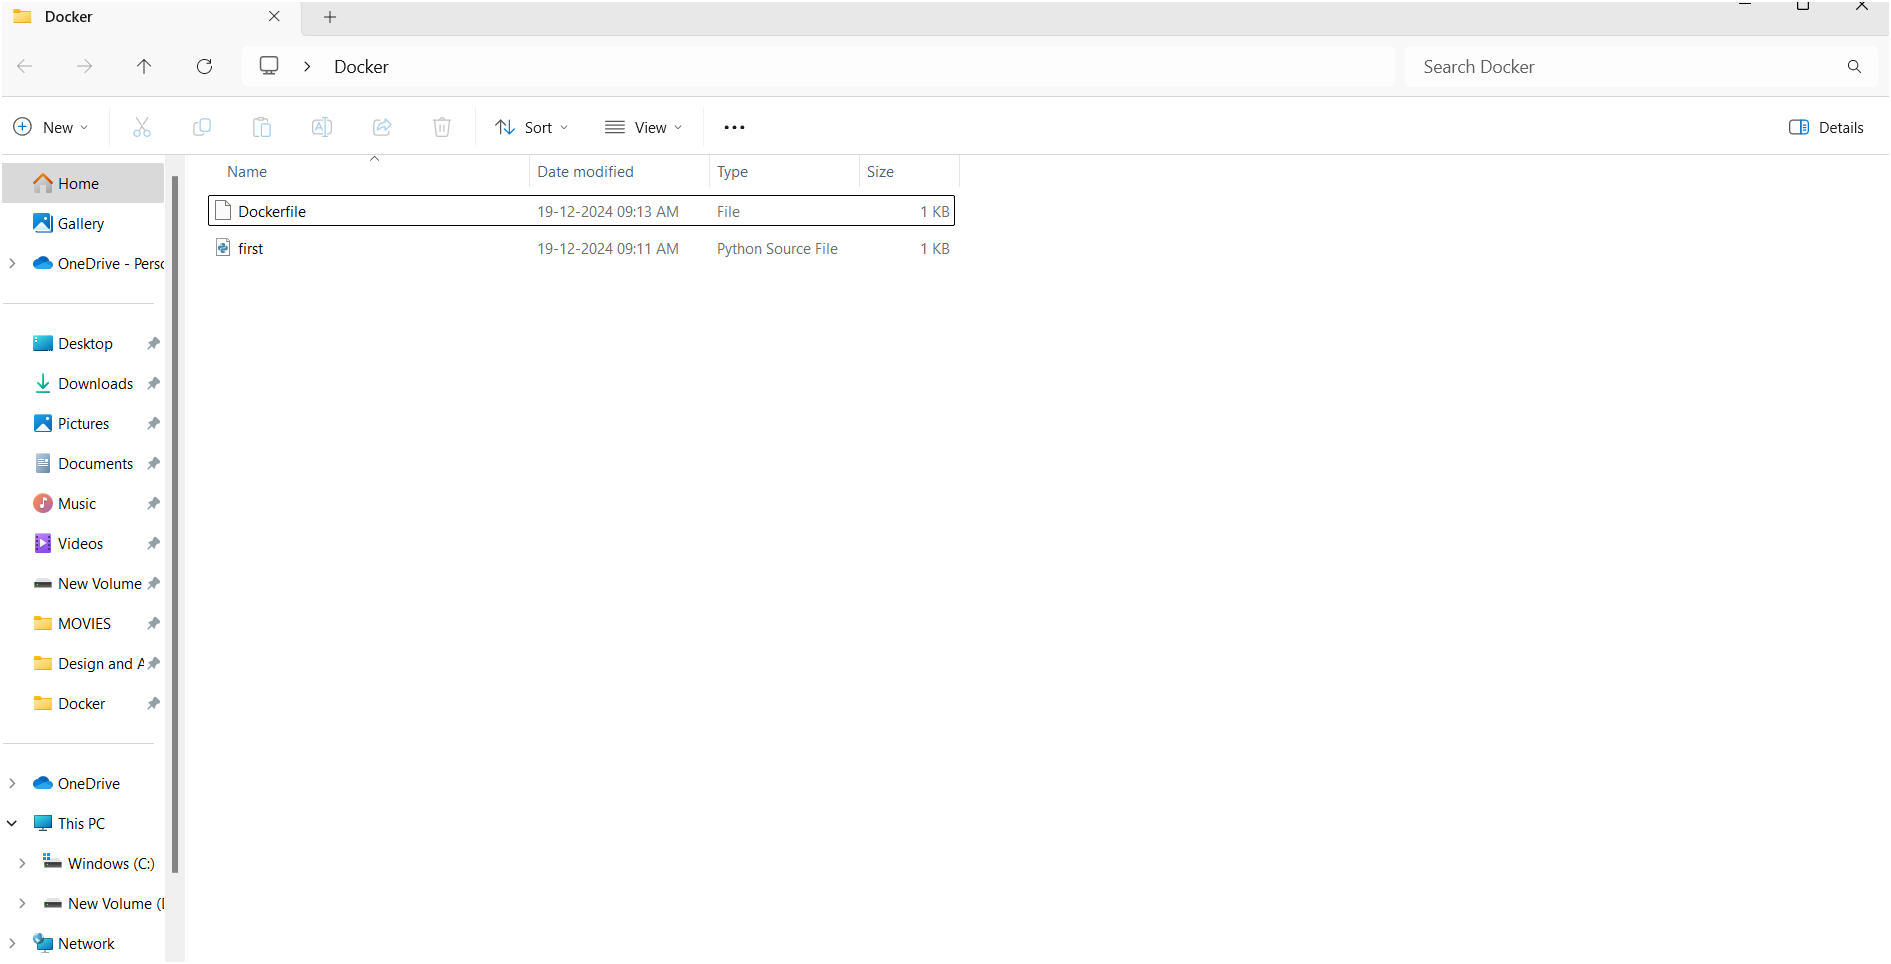 Docker
Docker
Search Docker
New
Sort
View
Details
Name Date modified Type Size
Dockerfile 19-12-2024 09:13 AM File 1 KB
first 19-12-2024 09:11 AM Python Source File 1 KB
Home
Gallery
OneDrive - Perso
Desktop
Downloads
Pictures
Documents
Music
Videos
New Volume
MOVIES
Design and A
Docker
OneDrive
This PC
Windows (C:)
New Volume (
Network